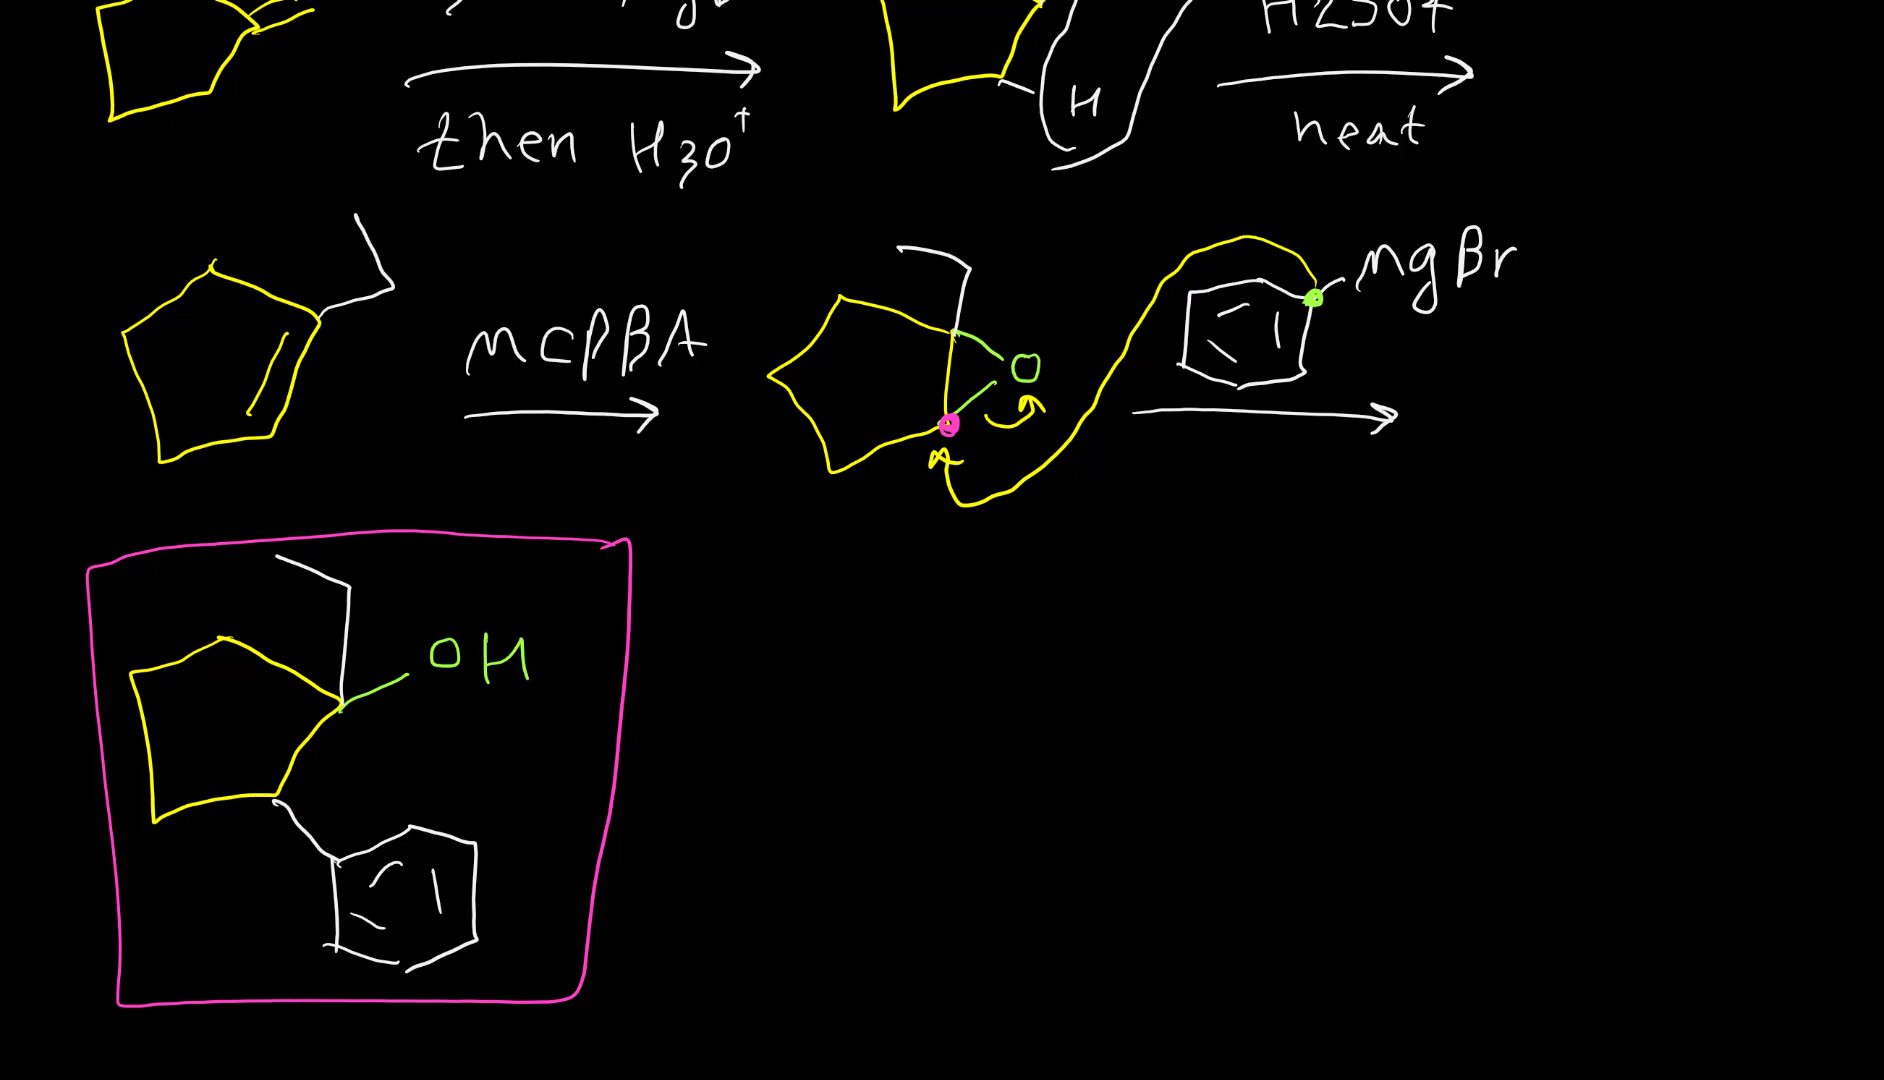 H2SO4
then H3O+
H
heat
MgBr
mCPBA
O
OH